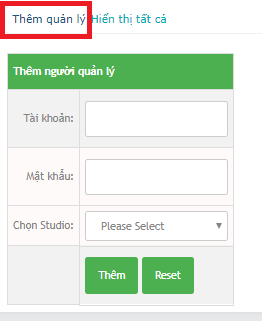 Thêm quản lý Hiển thị tất cả
Thêm người quản lý
Tài khoản:
Mật khẩu:
Chọn Studio: Please Select
Thêm Reset